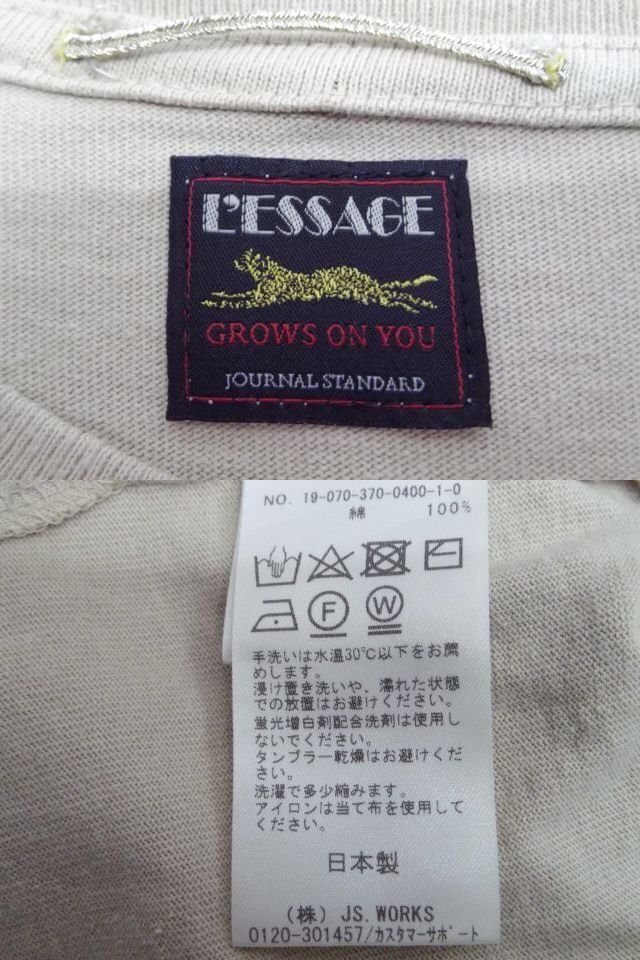 L'ESSAGE
GROWS ON YOU
JOURNAL STANDARD
NO. 19-070-370-0400-1-0
綿 100%
F W
手洗いは水温30℃以下をお薦
めします。
浸け置き洗いや、濡れた状態
での放置はお避けください。
蛍光増白剤配合洗剤は使用し
ないでください。
タンブラー乾燥はお避けくだ
さい。
洗濯で多少縮みます。
アイロンは当て布を使用して
ください。
日本製
(株) JS.WORKS
0120-301457/カスタマーサポート